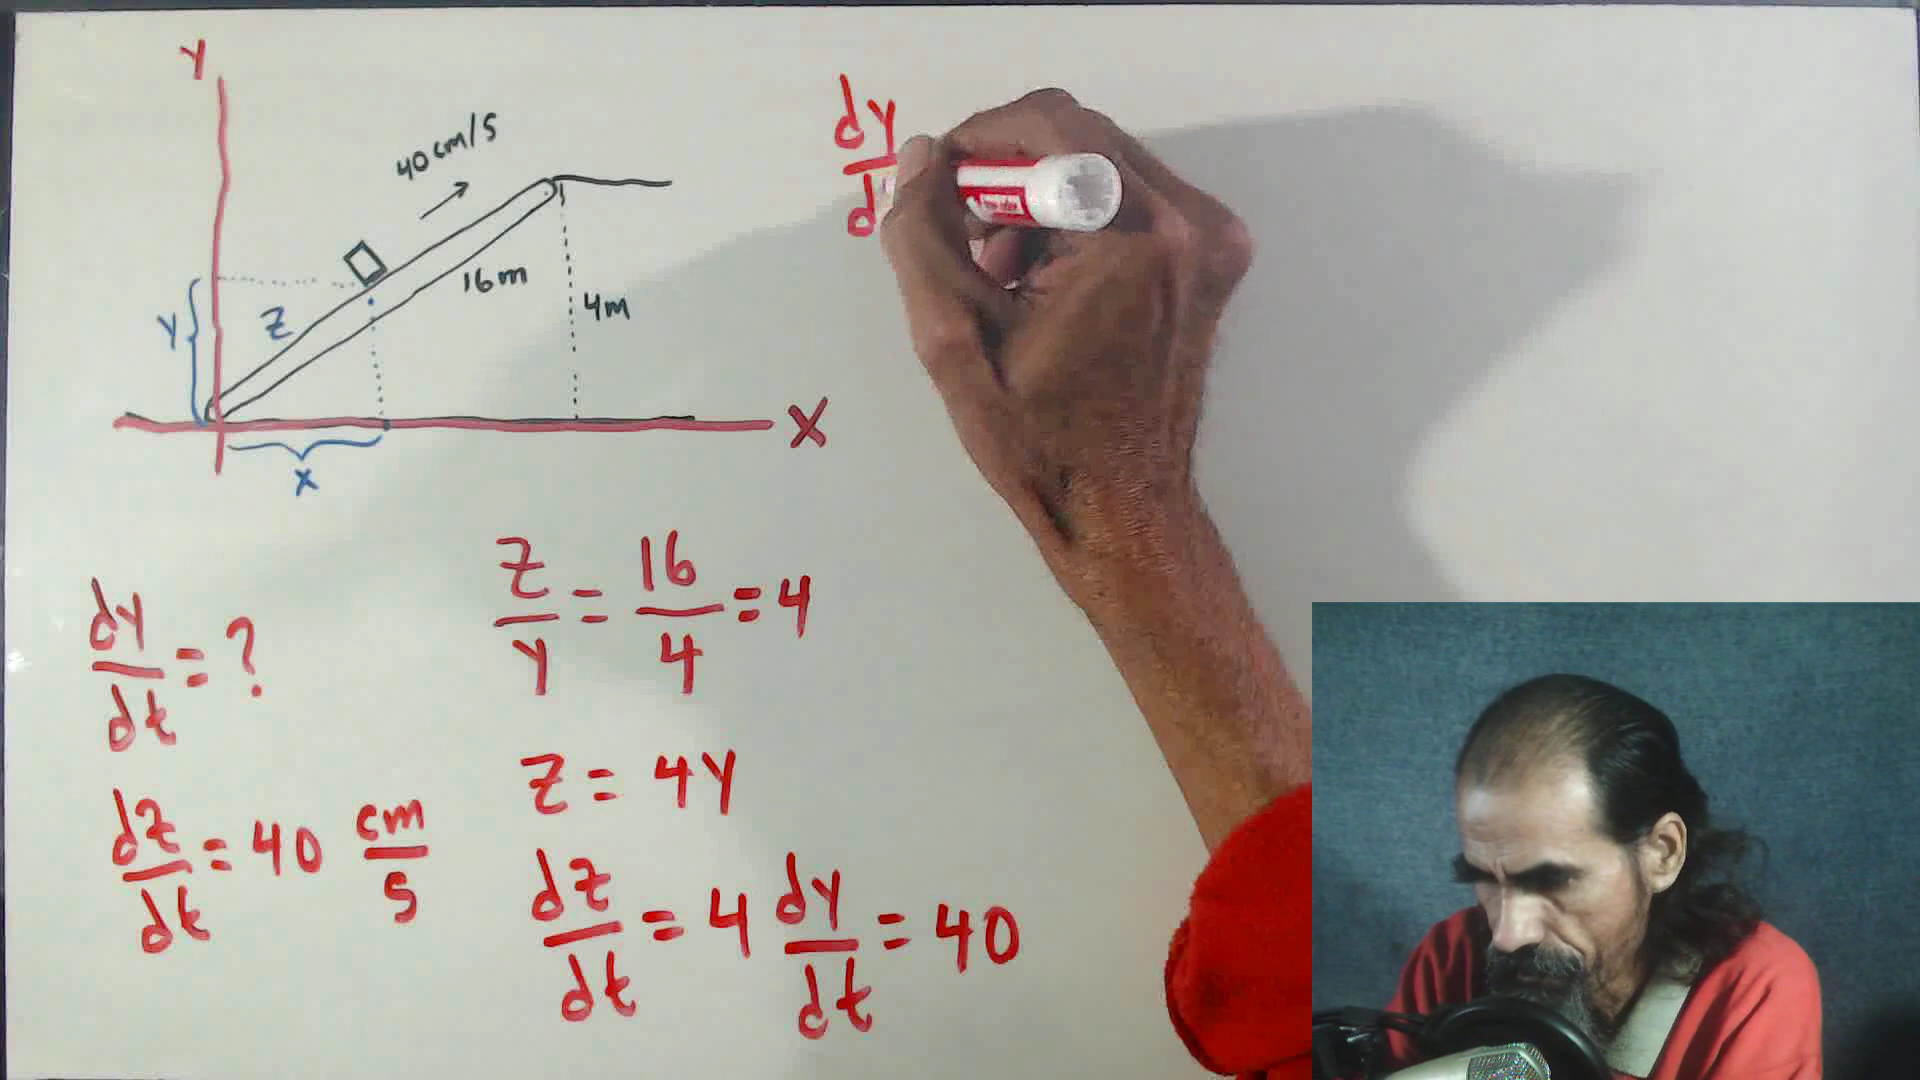 Y
40 cm/s
16 m
4m
Z
Y
X
X
dy/dt = ?
dz/dt = 40 cm/s
Z/Y = 16/4 = 4
Z = 4Y
dz/dt = 4 dy/dt = 40
dy
d